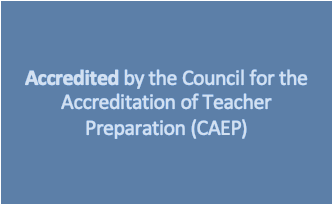 Accredited by the Council for the
Accreditation of Teacher
Preparation (CAEP)